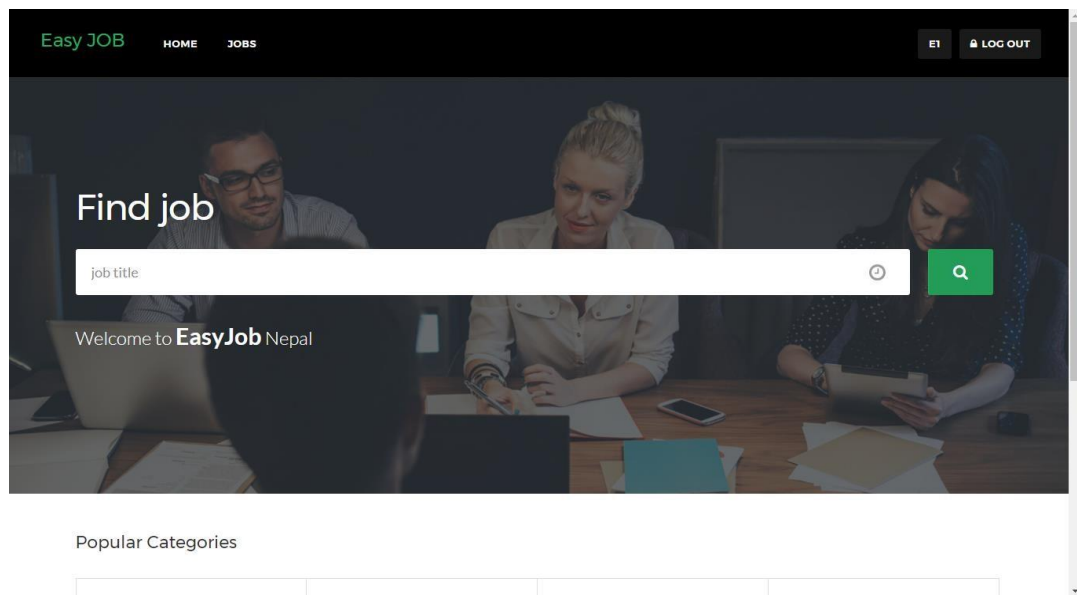 Easy JOB HOME JOBS E1 LOG OUT
Find job
job title
Welcome to EasyJob Nepal
Popular Categories